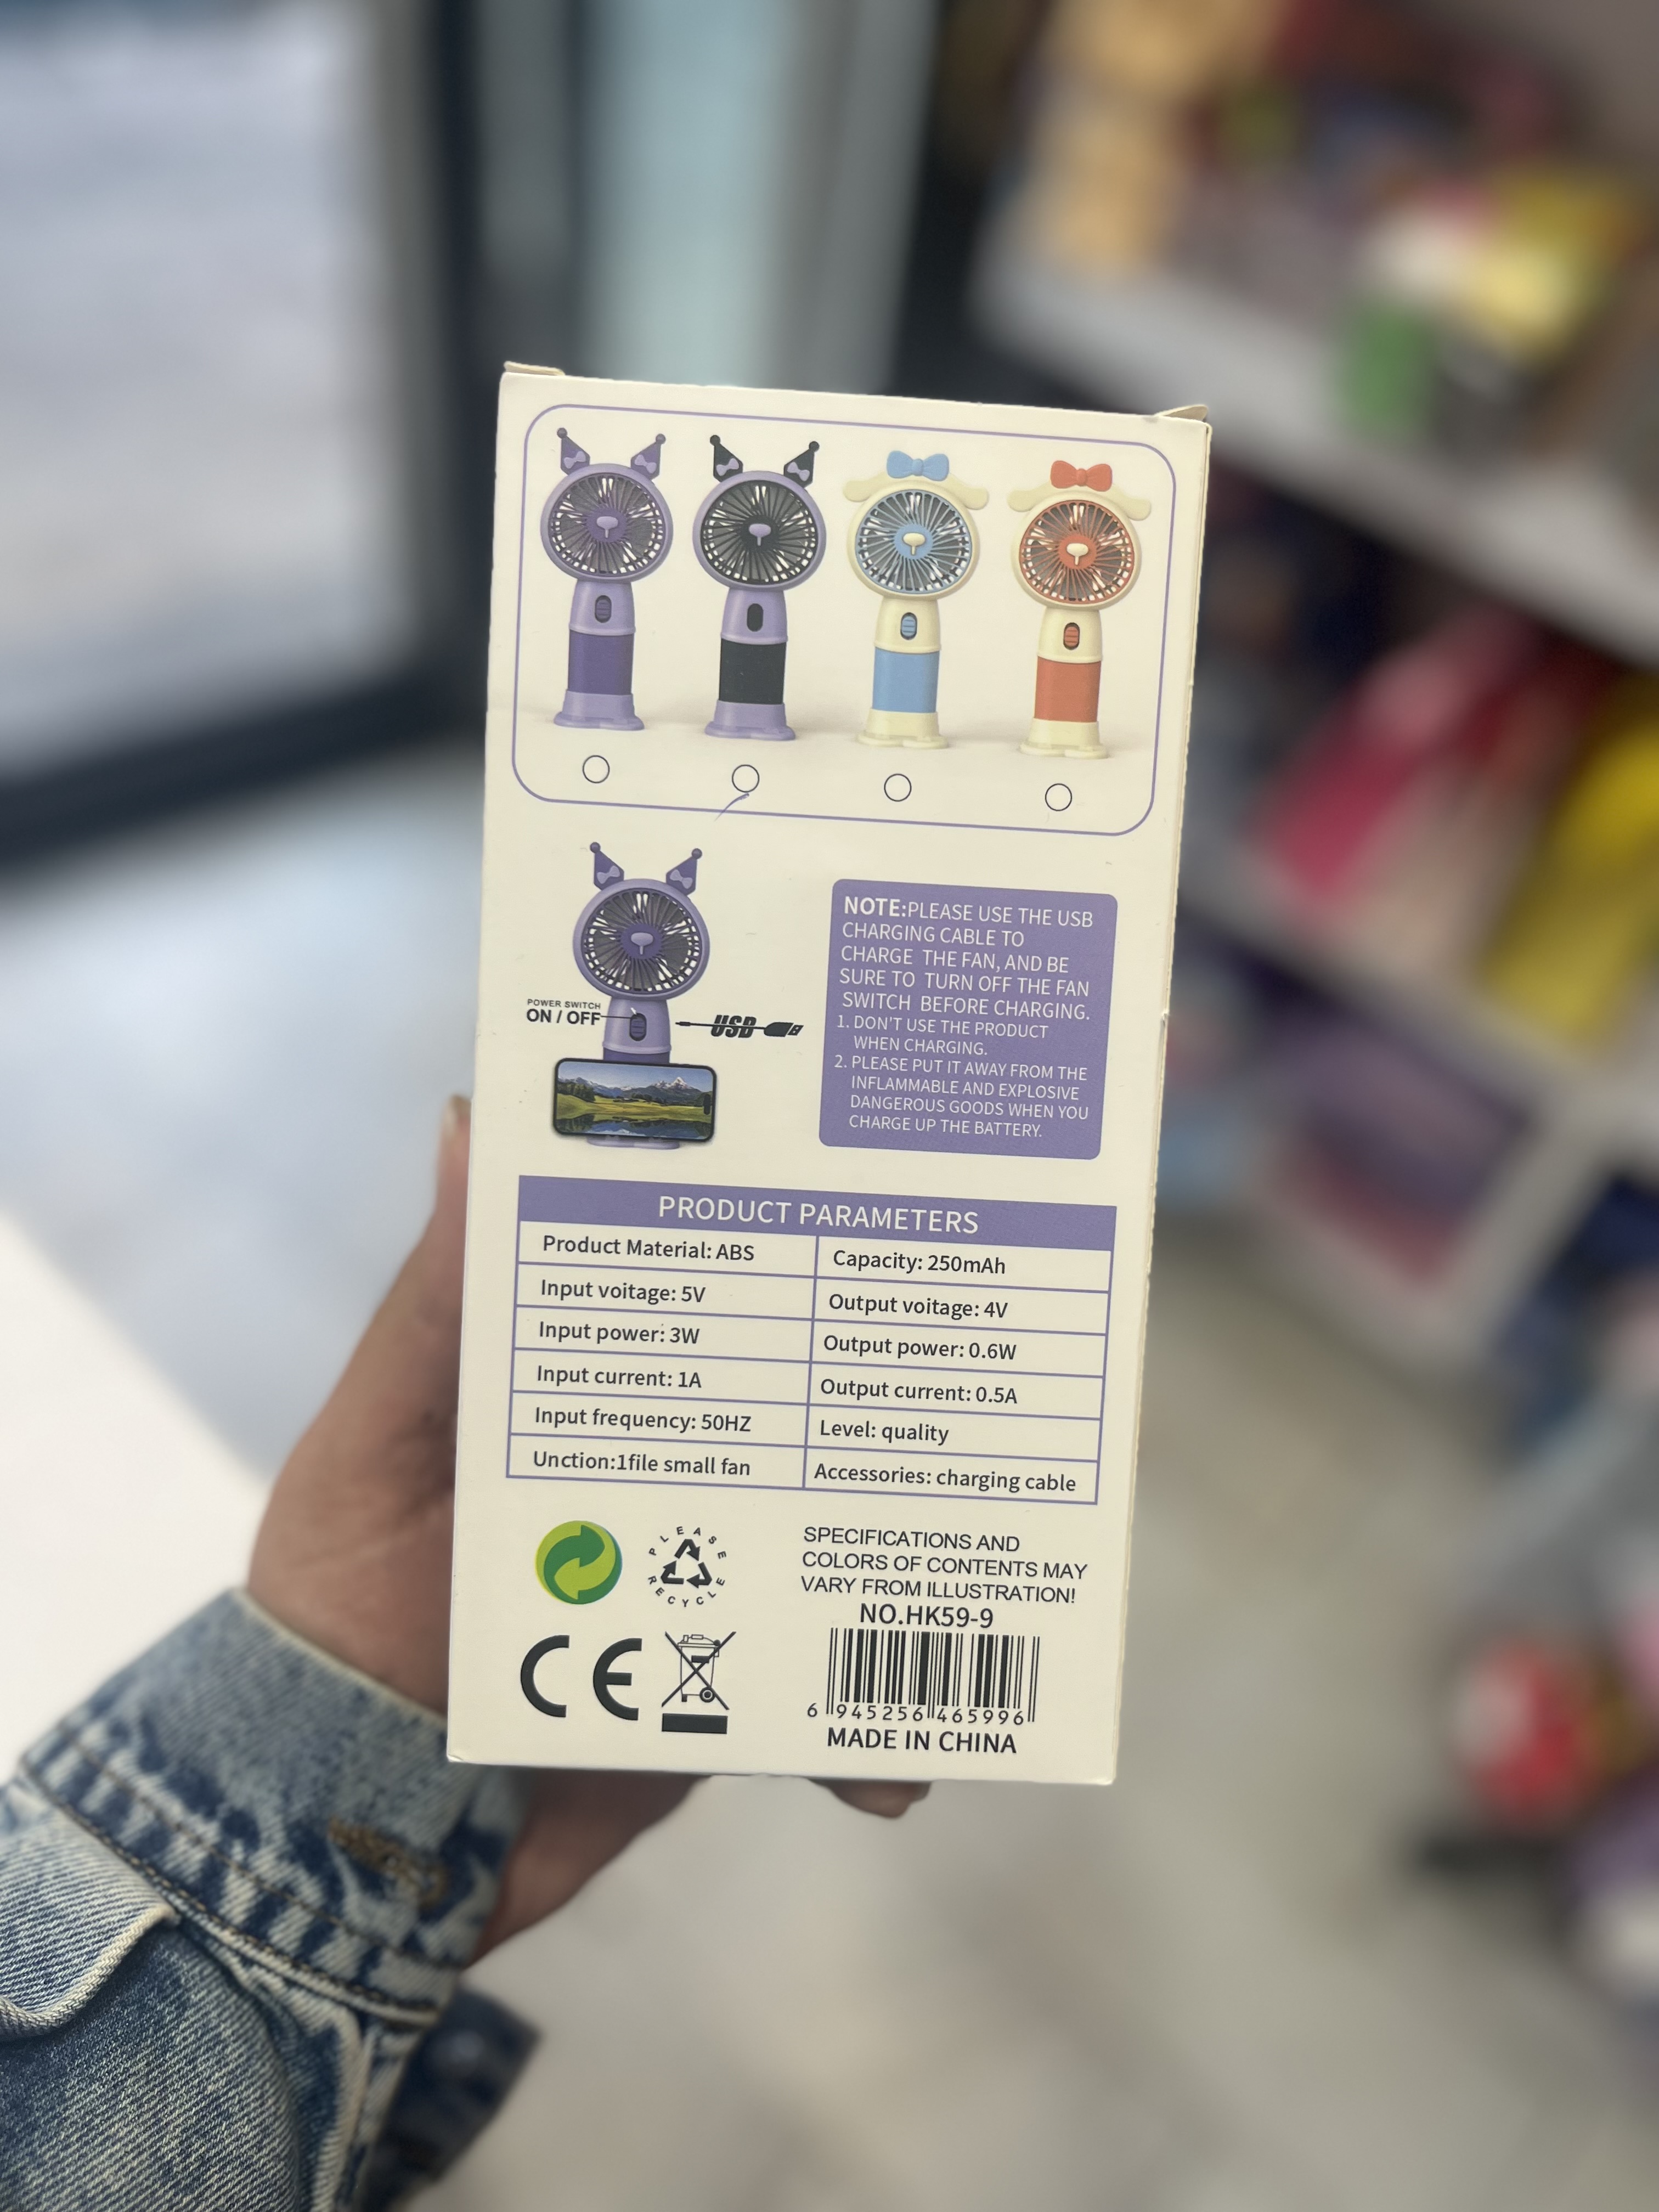 POWER SWITCH
ON / OFF
USB
NOTE:PLEASE USE THE USB
CHARGING CABLE TO
CHARGE THE FAN, AND BE
SURE TO TURN OFF THE FAN
SWITCH BEFORE CHARGING.
1. DON'T USE THE PRODUCT
WHEN CHARGING.
2. PLEASE PUT IT AWAY FROM THE
INFLAMMABLE AND EXPLOSIVE
DANGEROUS GOODS WHEN YOU
CHARGE UP THE BATTERY.
PRODUCT PARAMETERS
Product Material: ABS
Capacity: 250mAh
Input voitage: 5V
Output voitage: 4V
Input power: 3W
Output power: 0.6W
Input current: 1A
Output current: 0.5A
Input frequency: 50HZ
Level: quality
Unction:1file small fan
Accessories: charging cable
PLEASE
RECYCLE
SPECIFICATIONS AND
COLORS OF CONTENTS MAY
VARY FROM ILLUSTRATION!
NO.HK59-9
CE
6 945256 465996
MADE IN CHINA